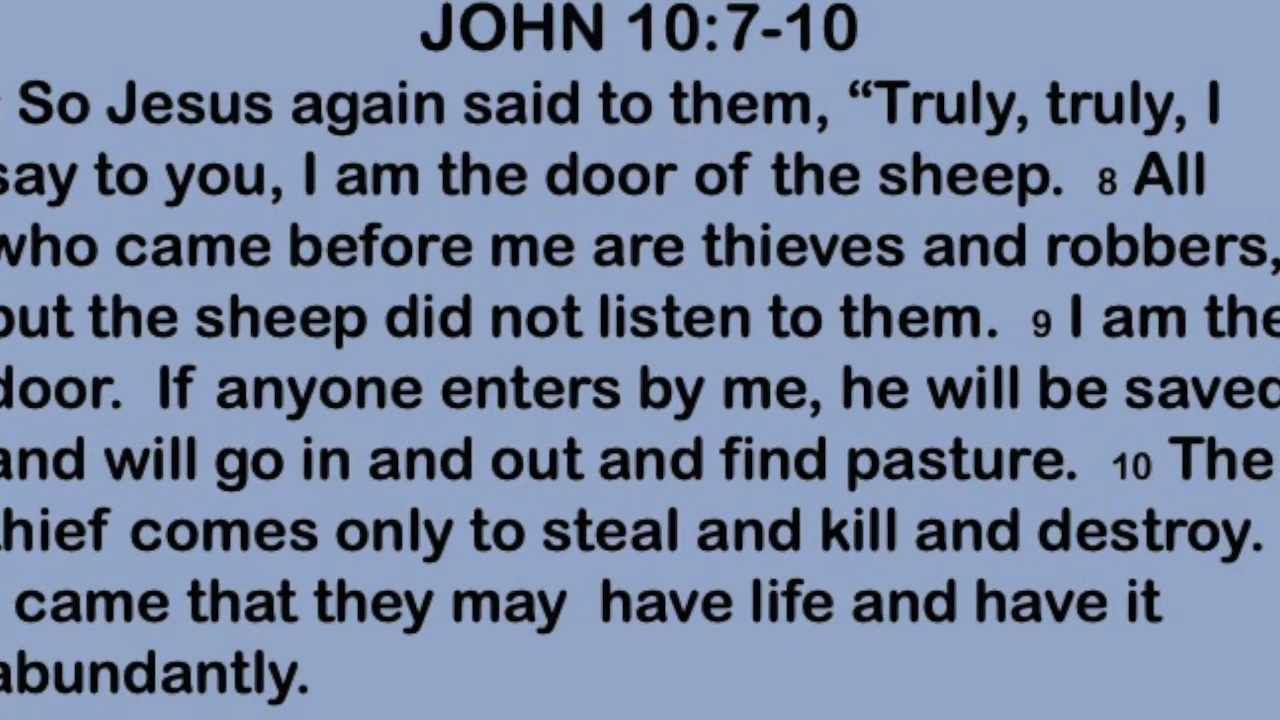 JOHN 10:7-10
So Jesus again said to them, “Truly, truly, I
say to you, I am the door of the sheep. 8 All
who came before me are thieves and robbers,
but the sheep did not listen to them. 9 I am the
door. If anyone enters by me, he will be saved
and will go in and out and find pasture. 10 The
thief comes only to steal and kill and destroy.
came that they may have life and have it
abundantly.